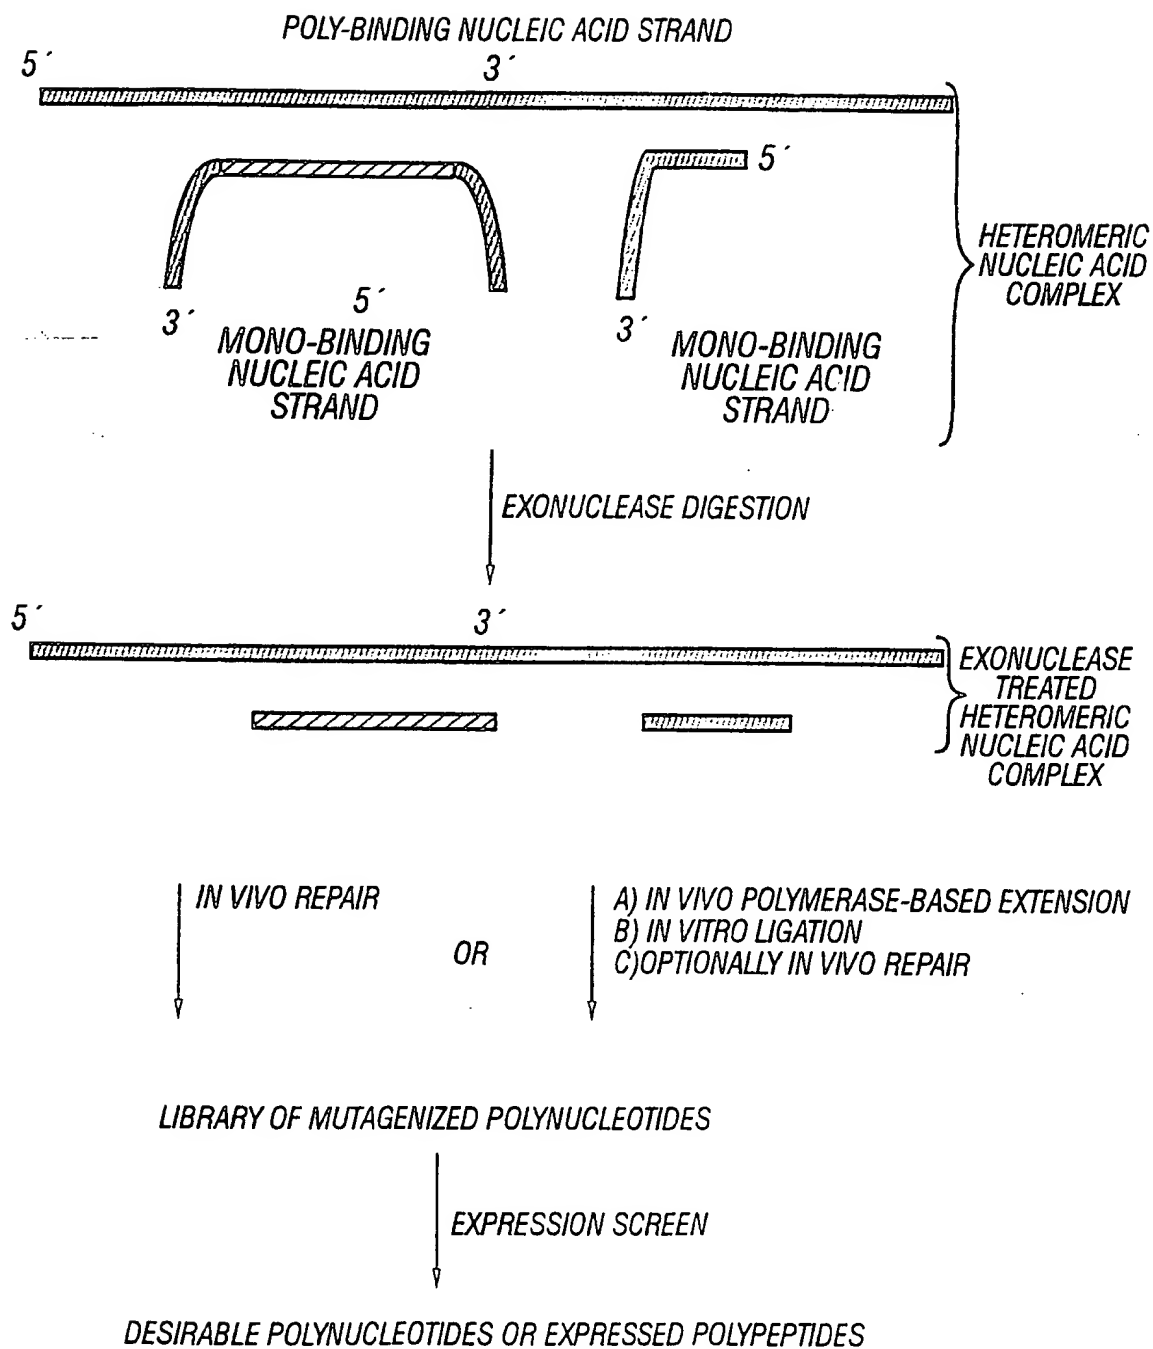 POLY-BINDING NUCLEIC ACID STRAND
5´
3´
5´
HETEROMERIC
NUCLEIC ACID
COMPLEX
3´
5´
MONO-BINDING
NUCLEIC ACID
STRAND
3´
MONO-BINDING
NUCLEIC ACID
STRAND
EXONUCLEASE DIGESTION
5´
3´
EXONUCLEASE
TREATED
HETEROMERIC
NUCLEIC ACID
COMPLEX
IN VIVO REPAIR
OR
A) IN VIVO POLYMERASE-BASED EXTENSION
B) IN VITRO LIGATION
C)OPTIONALLY IN VIVO REPAIR
LIBRARY OF MUTAGENIZED POLYNUCLEOTIDES
EXPRESSION SCREEN
DESIRABLE POLYNUCLEOTIDES OR EXPRESSED POLYPEPTIDES